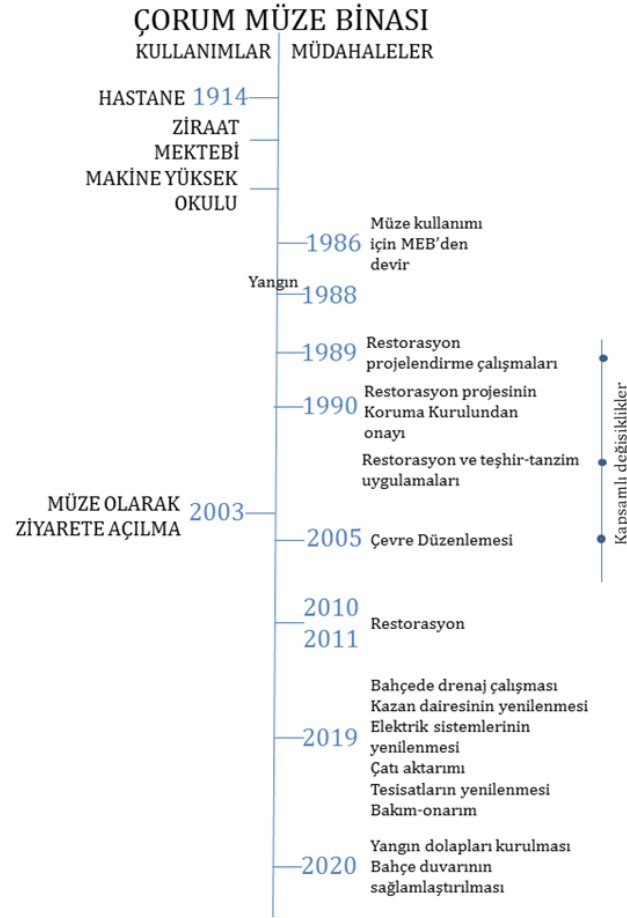 ÇORUM MÜZE BİNASI
KULLANIMLAR MÜDAHALELER
HASTANE 1914
ZİRAAT
MEKTEBİ
MAKİNE YÜKSEK
OKULU
1986 Müze kullanımı
için MEB'den
devir
Yangın
1988
1989 Restorasyon
projelendirme çalışmaları
1990 Restorasyon projesinin
Koruma Kurulundan
onayı
Restorasyon ve teşhir-tanzim
uygulamaları
Kapsamlı değişiklikler
MÜZE OLARAK
ZİYARETE AÇILMA
2003
2005 Çevre Düzenlemesi
2010
2011
Restorasyon
2019
Bahçede drenaj çalışması
Kazan dairesinin yenilenmesi
Elektrik sistemlerinin
yenilenmesi
Çatı aktarımı
Tesisatların yenilenmesi
Bakım-onarım
2020
Yangın dolapları kurulması
Bahçe duvarının
sağlamlaştırılması